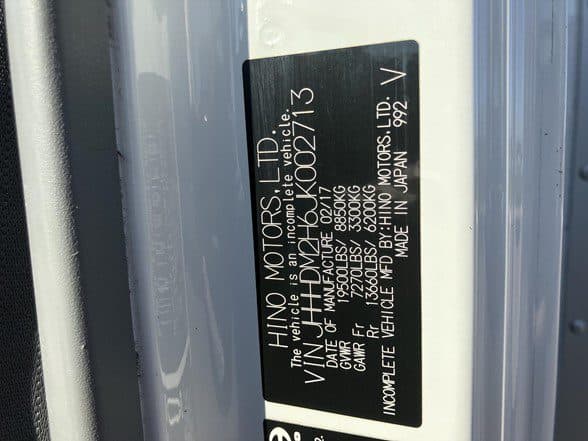 HINO MOTORS, LTD.
The vehicle is an incomplete vehicle.
VIN JHHHDM2H6JK002713
DATE OF MANUFACTURE 02/17
GVWR 19500LBS/ 8850KG
GAWR Fr 7270LBS/ 3300KG
Rr 13660LBS/ 6200KG
INCOMPLETE VEHICLE MFD BY:HINO MOTORS,LTD.
MADE IN JAPAN 992 V